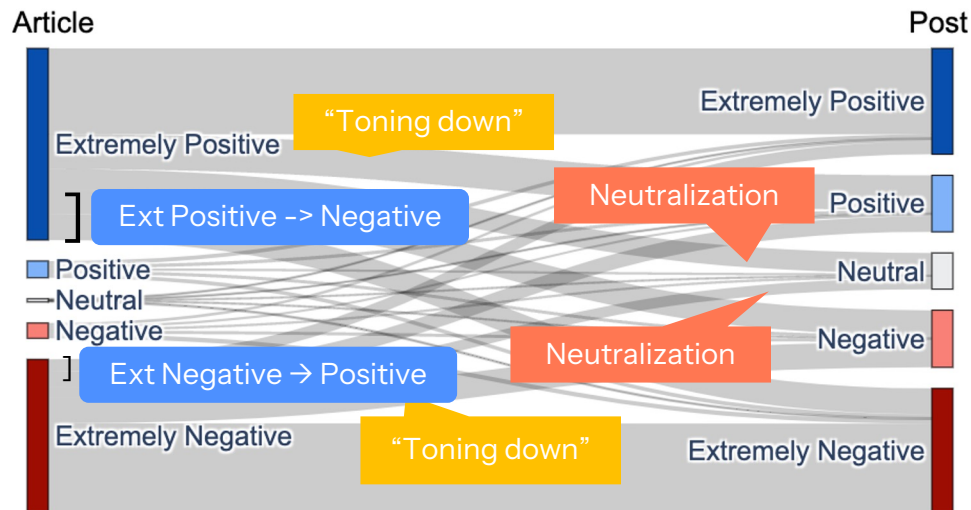 Article
Post
Extremely Positive
“Toning down”
Extremely Positive
Ext Positive -> Negative
Neutralization
Positive
Positive
Neutral
Neutral
Negative
Negative
Neutralization
Ext Negative → Positive
Extremely Negative
“Toning down”
Extremely Negative